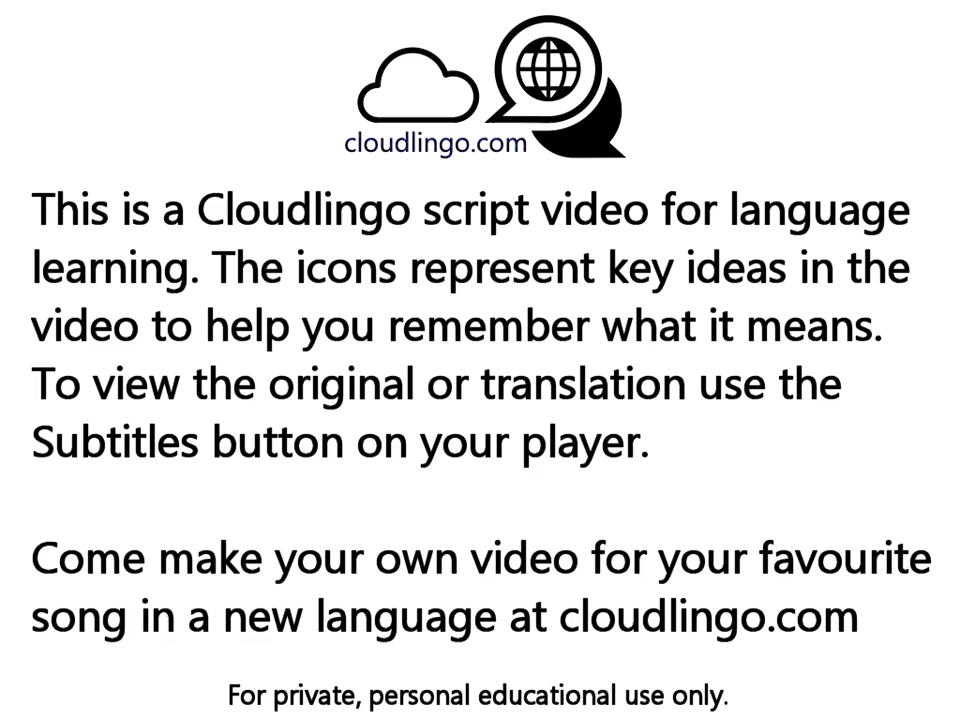 cloudlingo.com
This is a Cloudlingo script video for language
learning. The icons represent key ideas in the
video to help you remember what it means.
To view the original or translation use the
Subtitles button on your player.
Come make your own video for your favourite
song in a new language at cloudlingo.com
For private, personal educational use only.